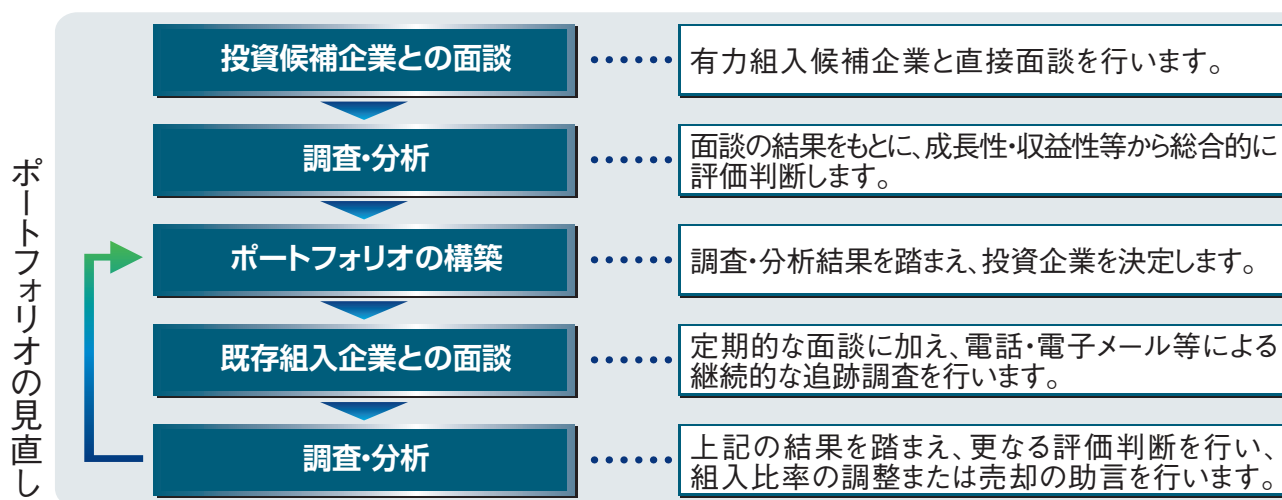 ポートフォリオの見直し
投資候補企業との面談
有力組入候補企業と直接面談を行います。
調査・分析
面談の結果をもとに、成長性・収益性等から総合的に
評価判断します。
ポートフォリオの構築
調査・分析結果を踏まえ、投資企業を決定します。
既存組入企業との面談
定期的な面談に加え、電話・電子メール等による
継続的な追跡調査を行います。
調査・分析
上記の結果を踏まえ、更なる評価判断を行い、
組入比率の調整または売却の助言を行います。